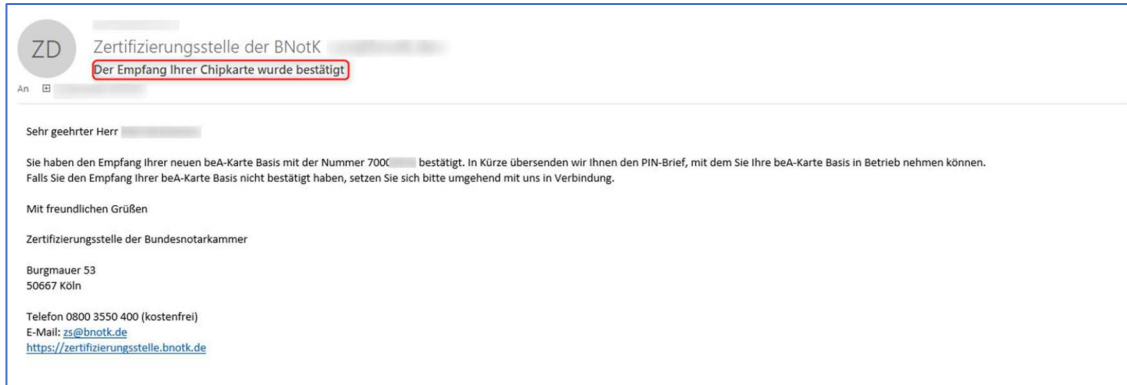 ZD
Zertifizierungsstelle der BNotK
Der Empfang Ihrer Chipkarte wurde bestätigt
An
Sehr geehrter Herr
Sie haben den Empfang Ihrer neuen beA-Karte Basis mit der Nummer 7000 bestätigt. In Kürze übersenden wir Ihnen den PIN-Brief, mit dem Sie Ihre beA-Karte Basis in Betrieb nehmen können.
Falls Sie den Empfang Ihrer beA-Karte Basis nicht bestätigt haben, setzen Sie sich bitte umgehend mit uns in Verbindung.
Mit freundlichen Grüßen
Zertifizierungsstelle der Bundesnotarkammer
Burgmauer 53
50667 Köln
Telefon 0800 3550 400 (kostenfrei)
E-Mail: zs@bnotk.de
https://zertifizierungsstelle.bnotk.de